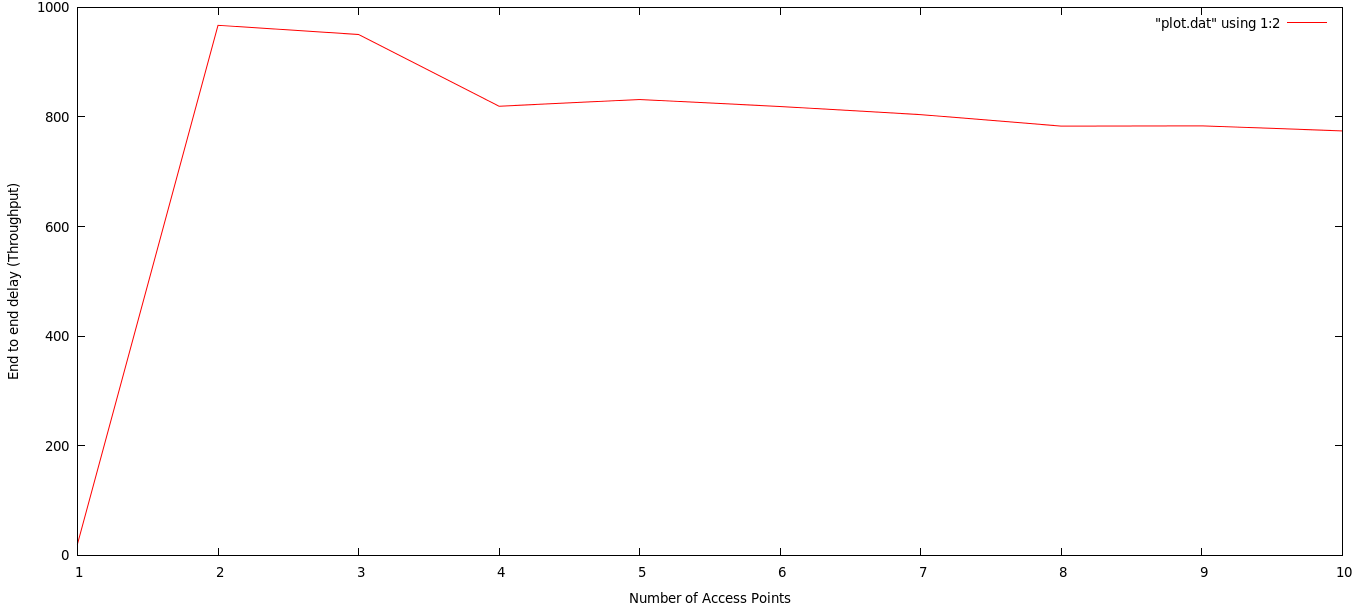 1000
800
600
400
200
0
End to end delay (Throughput)
"plot.dat" using 1:2
1 2 3 4 5 6 7 8 9 10
Number of Access Points